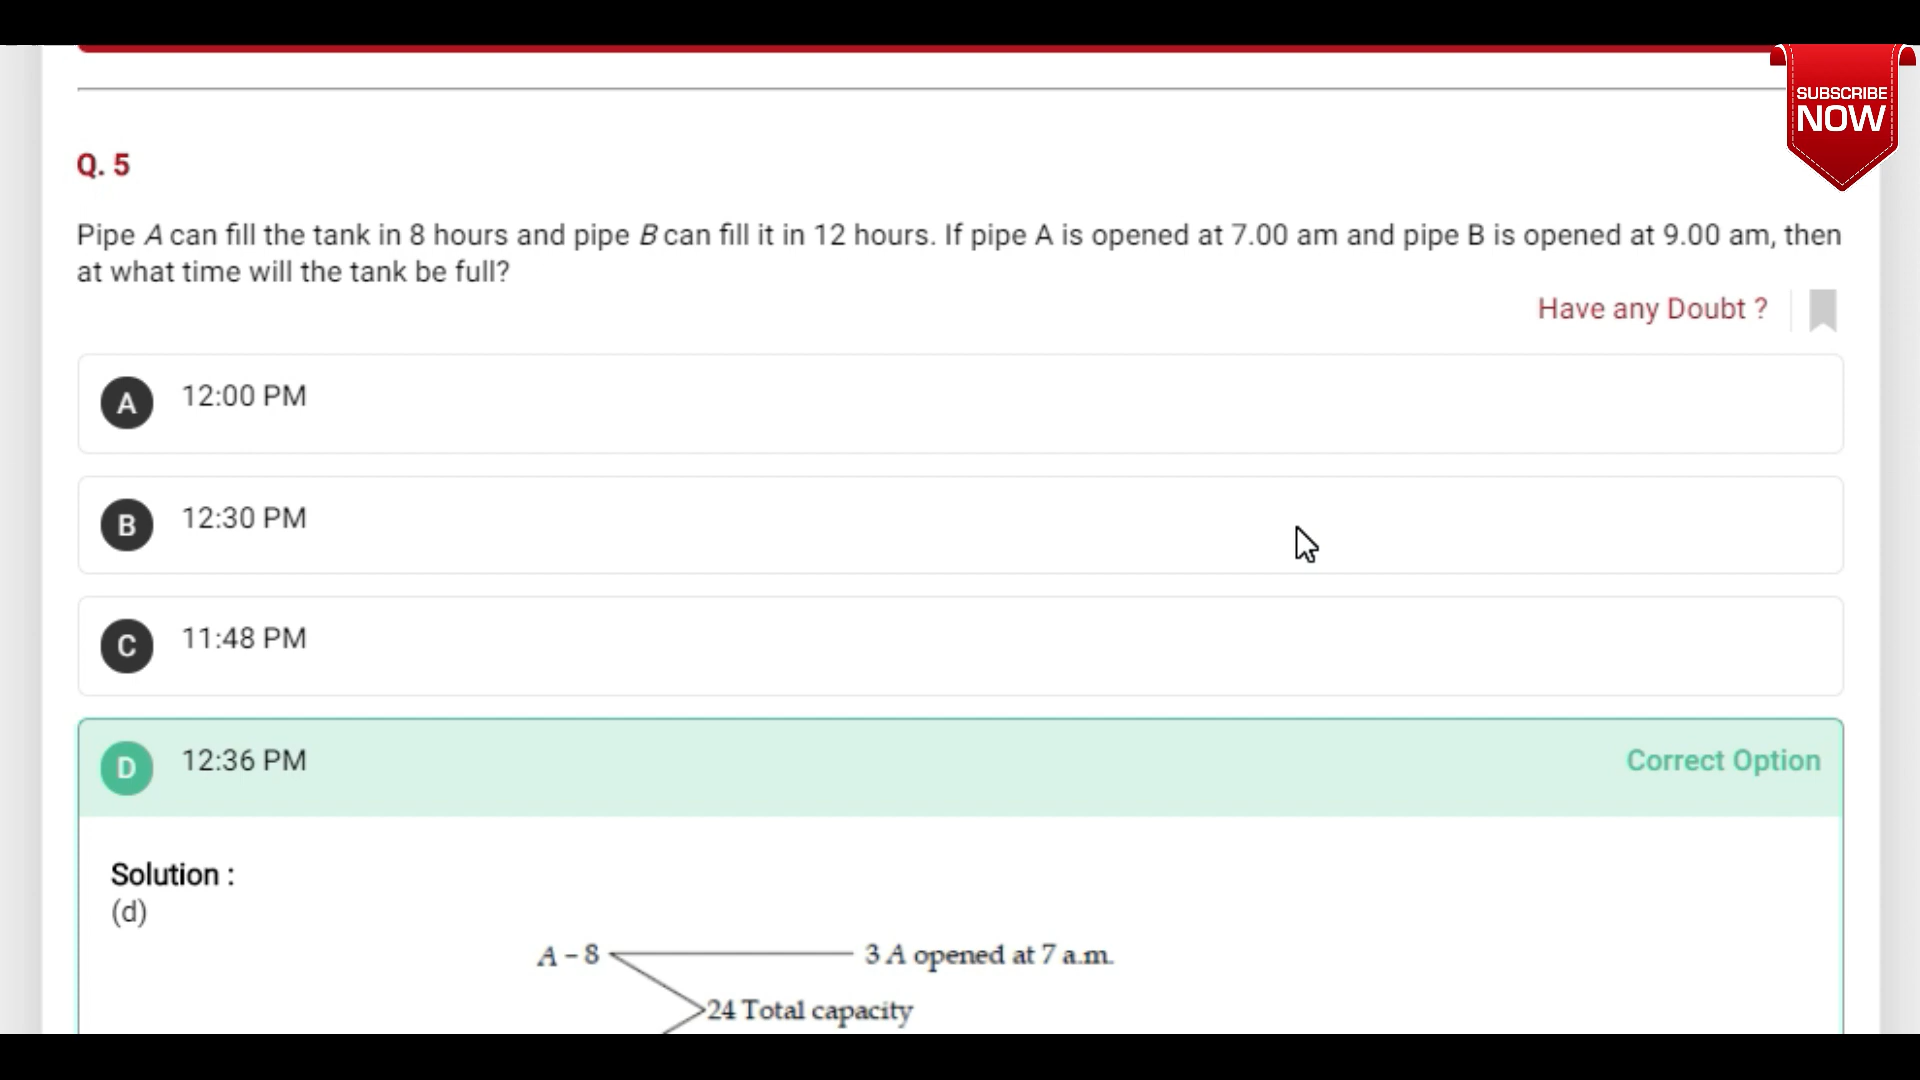 SUBSCRIBE
NOW
Q. 5
Pipe A can fill the tank in 8 hours and pipe B can fill it in 12 hours. If pipe A is opened at 7.00 am and pipe B is opened at 9.00 am, then
at what time will the tank be full?
Have any Doubt ?
A 12:00 PM
B 12:30 PM
C 11:48 PM
D 12:36 PM Correct Option
Solution :
(d)
A – 8 3 A opened at 7 a.m.
24 Total capacity